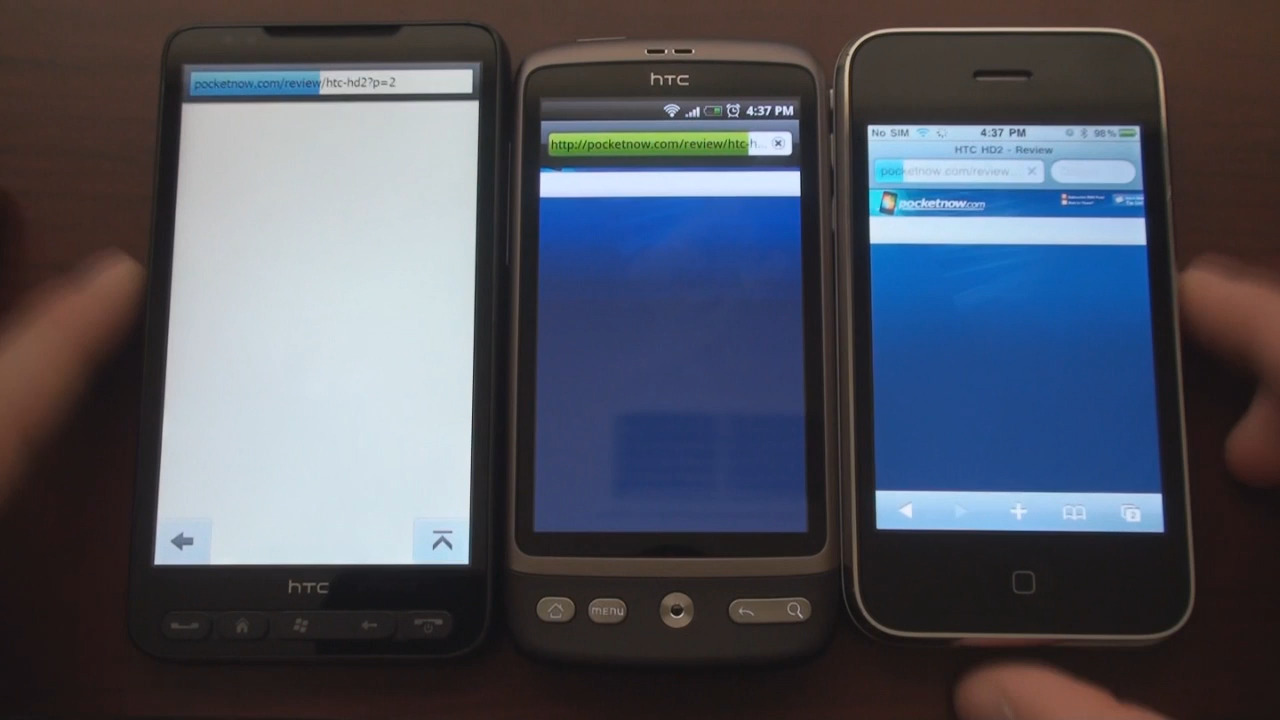 pocketnow.com/review/htc-hd2?p=2
hTC
hTC
4:37 PM
http://pocketnow.com/review/htc-h...
MENU
No SIM
4:37 PM
98%
HTC HD2 - Review
pocketnow.com/review...
pocketnow.com
2